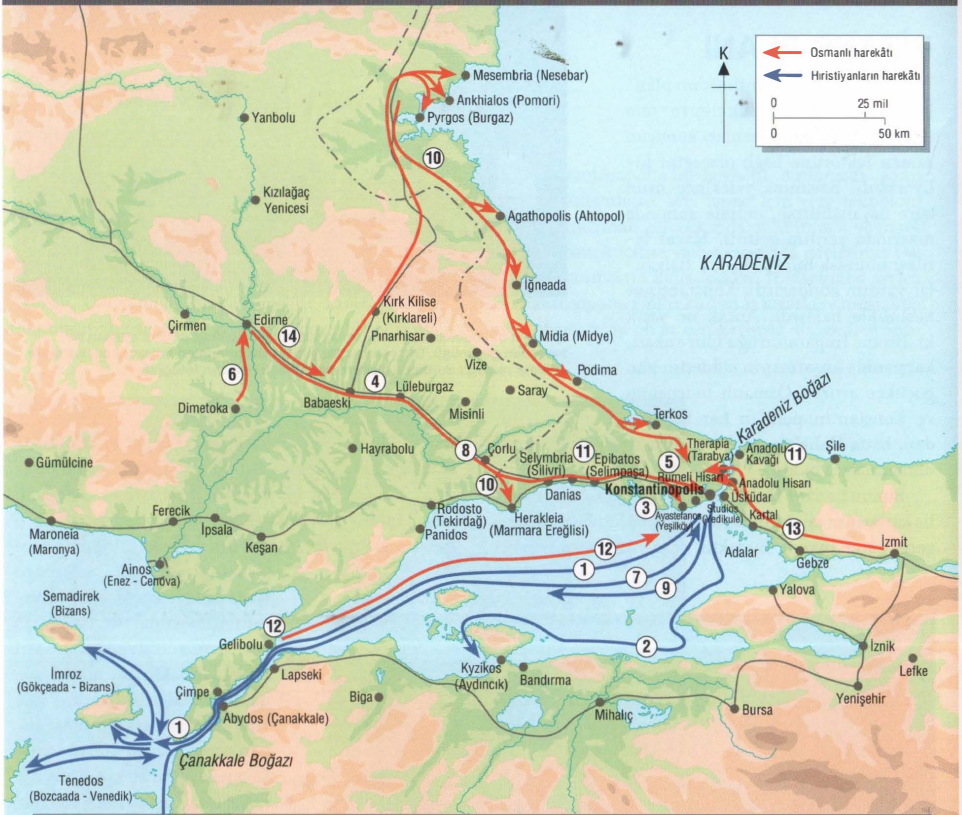 Osmanlı harekâtı
Hıristiyanların harekâtı
0 25 mil
0 50 km
K
Mesembria (Nesebar)
Ankhialos (Pomori)
Pyrgos (Burgaz)
Yanbolu
10
Kızılağaç
Yenicesi
Agathopolis (Ahtopol)
KARADENİZ
İğneada
Kırk Kilise
(Kırklareli)
Edirne
Çirmen
14
Pınarhisar
Midia (Midye)
Vize
6
4
Lüleburgaz
Saray
Podima
Babaeski
Dimetoka
Misinli
Terkos
Karadeniz Boğazı
Hayrabolu
8
Çorlu
Therapia
(Tarabya)
Anadolu
Kavağı
11
Şile
Gümülcine
Selymbria
(Silivri)
11
Epibatos
(Selimpaşa)
5
Rumeli Hisarı
Anadolu Hisarı
10
Danias
Konstantinopolis
Üsküdar
Rodosto
(Tekirdağ)
Herakleia
(Marmara Ereğlisi)
3
Ayastefanos
(Yeşilköy)
Studios
(Yedikule)
Kartal
Ferecik
İpsala
Keşan
Panidos
13
İzmit
Maroneia
(Maronya)
12
1
Adalar
Gebze
Ainos
(Enez - Cenova)
7
9
Yalova
Semadirek
(Bizans)
12
Gelibolu
2
İznik
Lefke
Lapseki
Kyzikos
(Aydıncık)
Bandırma
İmroz
(Gökçeada - Bizans)
Çimpe
Biga
Yenişehir
Abydos (Çanakkale)
Mihalıç
Bursa
1
Çanakkale Boğazı
Tenedos
(Bozcaada - Venedik)